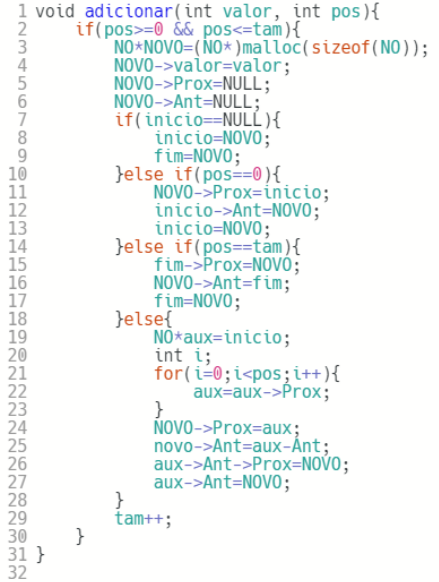 1 void adicionar(int valor, int pos){
2     if(pos>=0 && pos<=tam){
3         NO*NOVO=(NO*)malloc(sizeof(NO));
4         NOVO->valor=valor;
5         NOVO->Prox=NULL;
6         NOVO->Ant=NULL;
7         if(inicio==NULL){
8             inicio=NOVO;
9             fim=NOVO;
10         }else if(pos==0){
11             NOVO->Prox=inicio;
12             inicio->Ant=NOVO;
13             inicio=NOVO;
14         }else if(pos==tam){
15             fim->Prox=NOVO;
16             NOVO->Ant=fim;
17             fim=NOVO;
18         }else{
19             NO*aux=inicio;
20             int i;
21             for(i=0;i<pos;i++){
22                 aux=aux->Prox;
23             }
24             NOVO->Prox=aux;
25             novo->Ant=aux-Ant;
26             aux->Ant->Prox=NOVO;
27             aux->Ant=NOVO;
28         }
29         tam++;
30     }
31 }
32